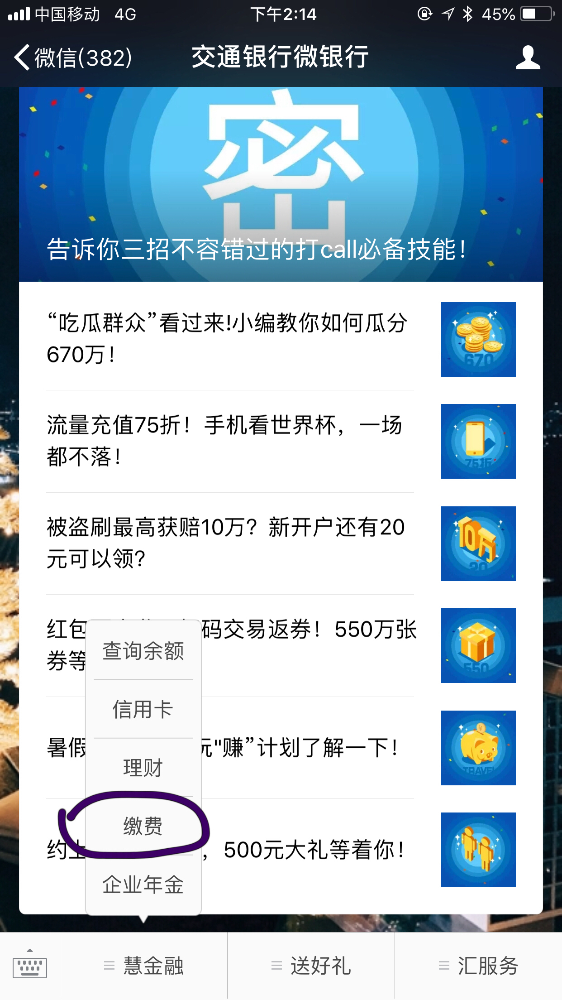 中国移动 4G 下午2:14 45%
微信(382) 交通银行微银行
密
告诉你三招不容错过的打call必备技能！
“吃瓜群众”看过来!小编教你如何瓜分
670万！
670
流量充值75折！手机看世界杯，一场
都不落！
75折
被盗刷最高获赔10万？新开户还有20
元可以领？
10万
20
红包 码交易返券！550万张
券等
550
暑假 玩"赚”计划了解一下！
TRAVEL
约 ，500元大礼等着你！
查询余额
信用卡
理财
缴费
企业年金
慧金融 送好礼 汇服务